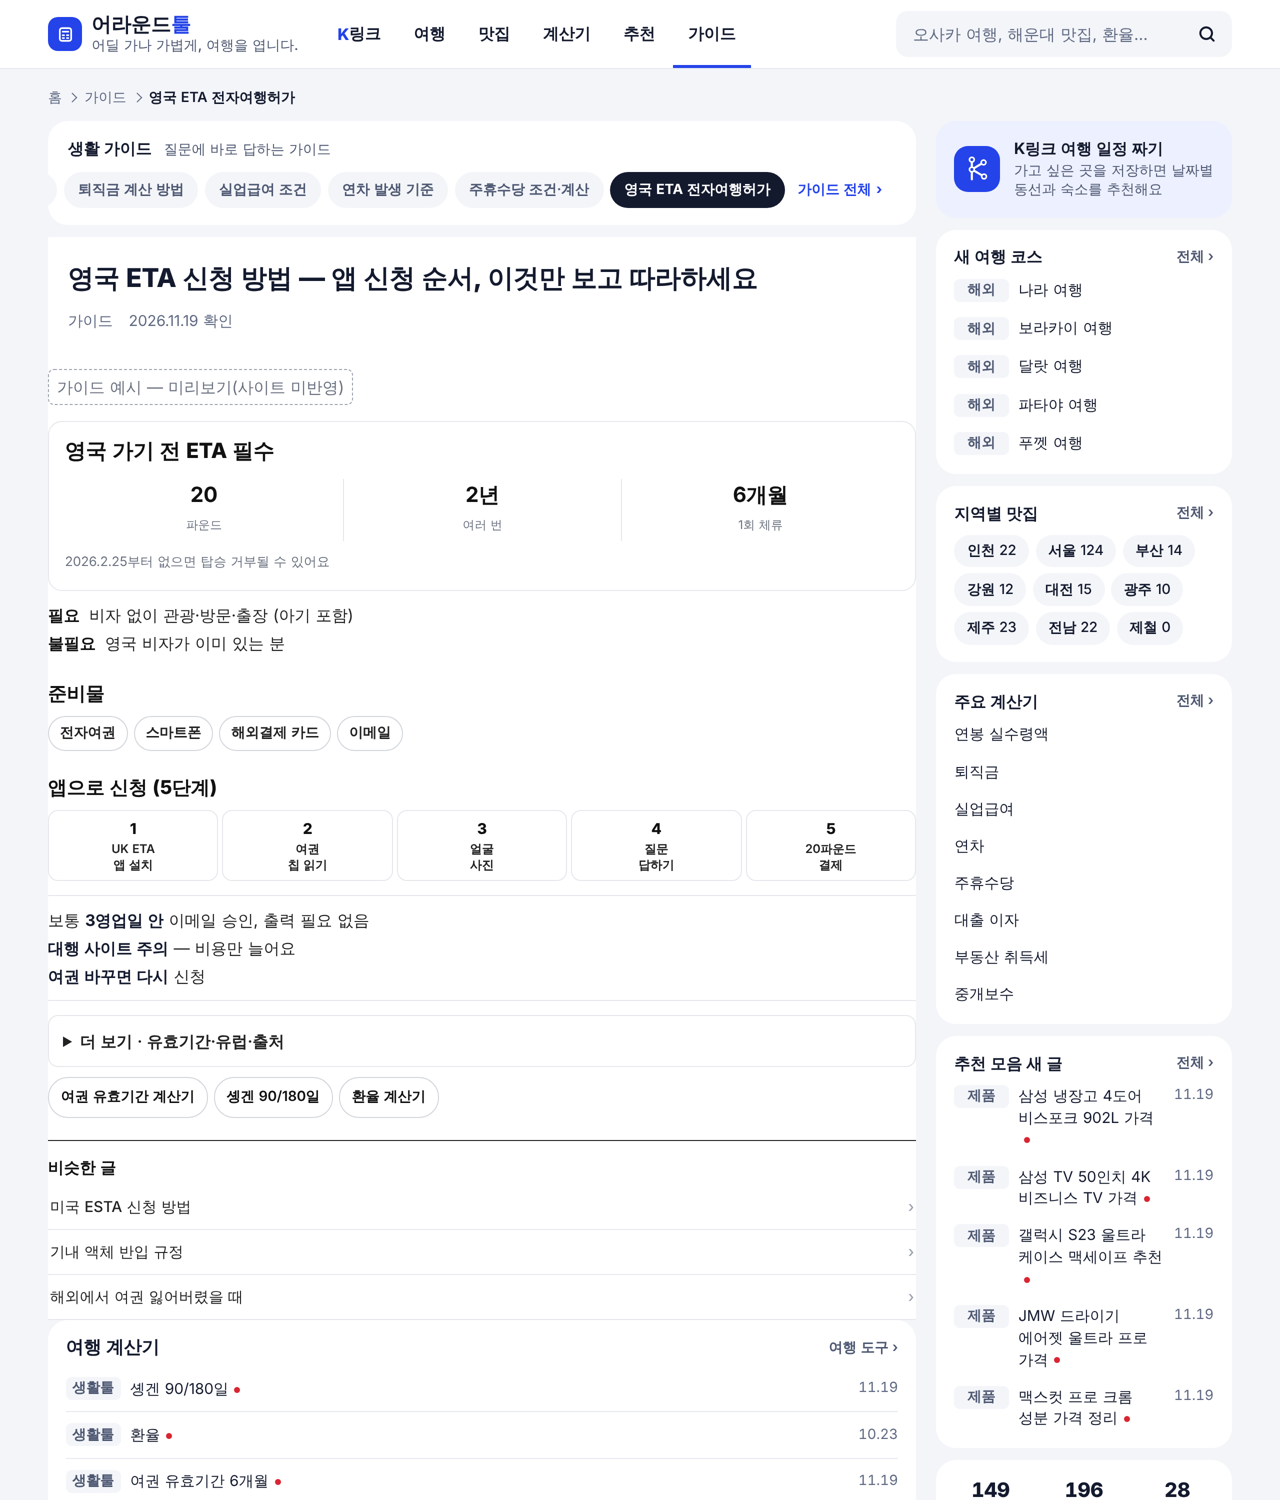 어라운드툴
어딜 가나 가볍게, 여행을 엽니다.
K링크 여행 맛집 계산기 추천 가이드
오사카 여행, 해운대 맛집, 환율...
홈 > 가이드 > 영국 ETA 전자여행허가
생활 가이드 질문에 바로 답하는 가이드
퇴직금 계산 방법 실업급여 조건 연차 발생 기준 주휴수당 조건·계산 영국 ETA 전자여행허가 가이드 전체 ›
영국 ETA 신청 방법 — 앱 신청 순서, 이것만 보고 따라하세요
가이드 2026.11.19 확인
가이드 예시 — 미리보기(사이트 미반영)
영국 가기 전 ETA 필수
20 2년 6개월
파운드 여러 번 1회 체류
2026.2.25부터 없으면 탑승 거부될 수 있어요
필요 비자 없이 관광·방문·출장 (아기 포함)
불필요 영국 비자가 이미 있는 분
준비물
전자여권 스마트폰 해외결제 카드 이메일
앱으로 신청 (5단계)
1 2 3 4 5
UK ETA 여권 얼굴 질문 20파운드
앱 설치 칩 읽기 사진 답하기 결제
보통 3영업일 안 이메일 승인, 출력 필요 없음
대행 사이트 주의 — 비용만 늘어요
여권 바꾸면 다시 신청
▶ 더 보기 · 유효기간·유럽·출처
여권 유효기간 계산기 솅겐 90/180일 환율 계산기
비슷한 글
미국 ESTA 신청 방법 ›
기내 액체 반입 규정 ›
해외에서 여권 잃어버렸을 때 ›
여행 계산기 여행 도구 ›
생활툴 솅겐 90/180일 11.19
생활툴 환율 10.23
생활툴 여권 유효기간 6개월 11.19
K링크 여행 일정 짜기
가고 싶은 곳을 저장하면 날짜별
동선과 숙소를 추천해요
새 여행 코스 전체 ›
해외 나라 여행
해외 보라카이 여행
해외 달랏 여행
해외 파타야 여행
해외 푸껫 여행
지역별 맛집 전체 ›
인천 22 서울 124 부산 14
강원 12 대전 15 광주 10
제주 23 전남 22 제철 0
주요 계산기 전체 ›
연봉 실수령액
퇴직금
실업급여
연차
주휴수당
대출 이자
부동산 취득세
중개보수
추천 모음 새 글 전체 ›
제품 삼성 냉장고 4도어 11.19
비스포크 902L 가격
제품 삼성 TV 50인치 4K 11.19
비즈니스 TV 가격
제품 갤럭시 S23 울트라 11.19
케이스 맥세이프 추천
제품 JMW 드라이기 11.19
에어젯 울트라 프로
가격
제품 맥스컷 프로 크롬 11.19
성분 가격 정리
149 196 28